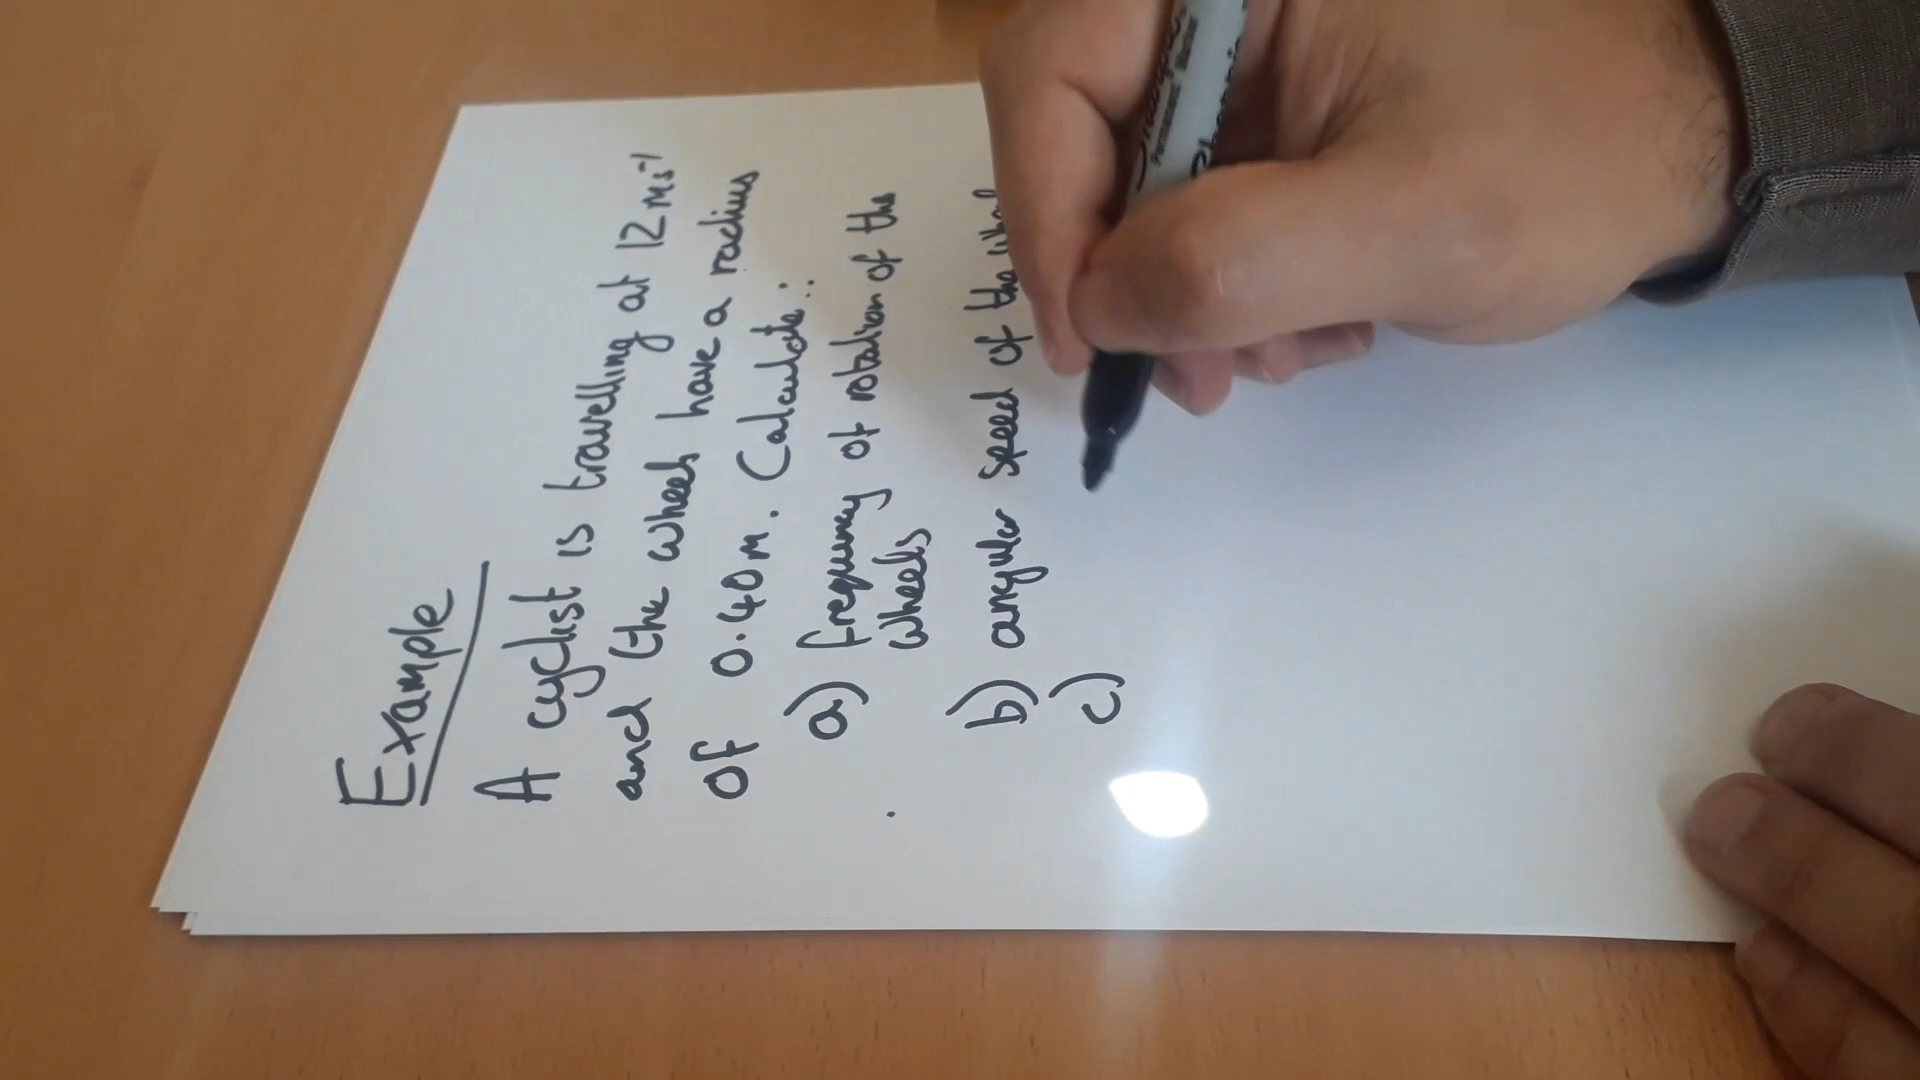 Example
A cyclist is travelling at 12 ms⁻¹
and the wheels have a radius
of 0.40m. Calculate:
a) frequency of rotation of the
wheels
b) angular speed of the
c)